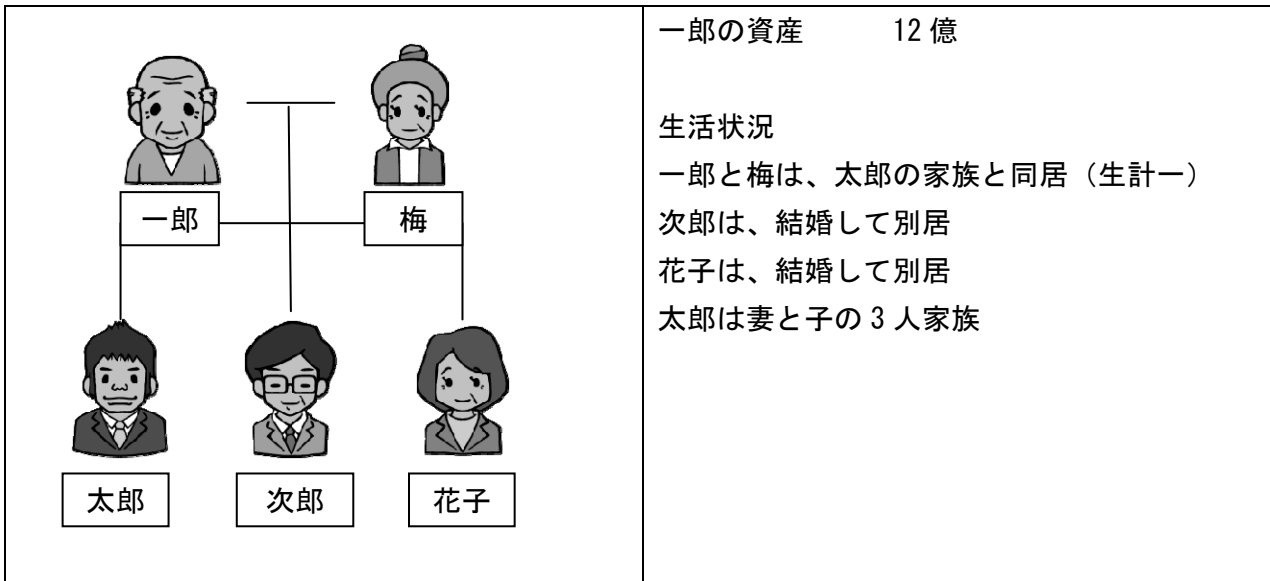 一郎
梅
太郎
次郎
花子
一郎の資産　　　12億
生活状況
一郎と梅は、太郎の家族と同居（生計一）
次郎は、結婚して別居
花子は、結婚して別居
太郎は妻と子の3人家族